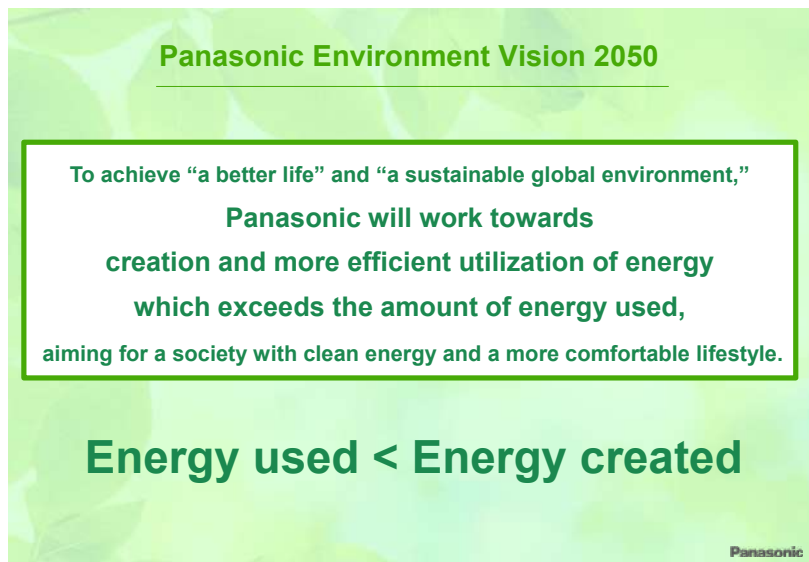 Panasonic Environment Vision 2050
To achieve “a better life” and “a sustainable global environment,”
Panasonic will work towards
creation and more efficient utilization of energy
which exceeds the amount of energy used,
aiming for a society with clean energy and a more comfortable lifestyle.
Energy used < Energy created
Panasonic